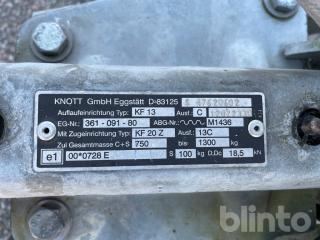 KNOTT GmbH Eggstätt D-83125
Auflaufeinrichtung Typ KF 13 Ausf.: C
EG-Nr.: 361-091-80 ABG-Nr.: M1436
Mit Zugeinrichtung Typ KF 20 Z Ausf.: 13C
Zul Gesamtmasse C+S 750 bis: 1300 kg
e1 00*0728 E S 100 kg D,Dc 18,5 kN
blinto